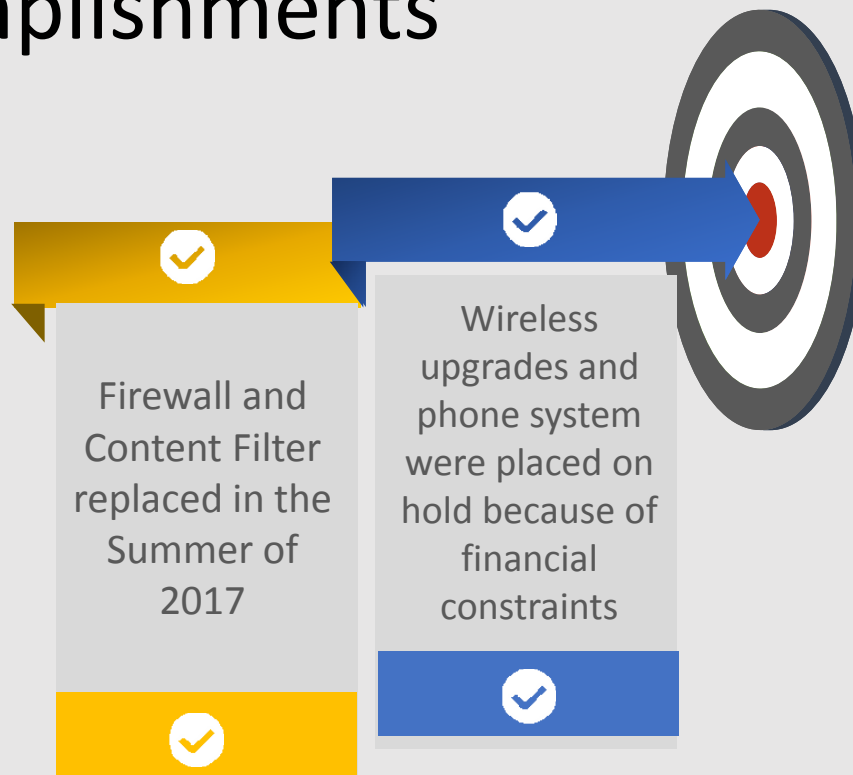 mplishments
Firewall and
Content Filter
replaced in the
Summer of
2017
Wireless
upgrades and
phone system
were placed on
hold because of
financial
constraints